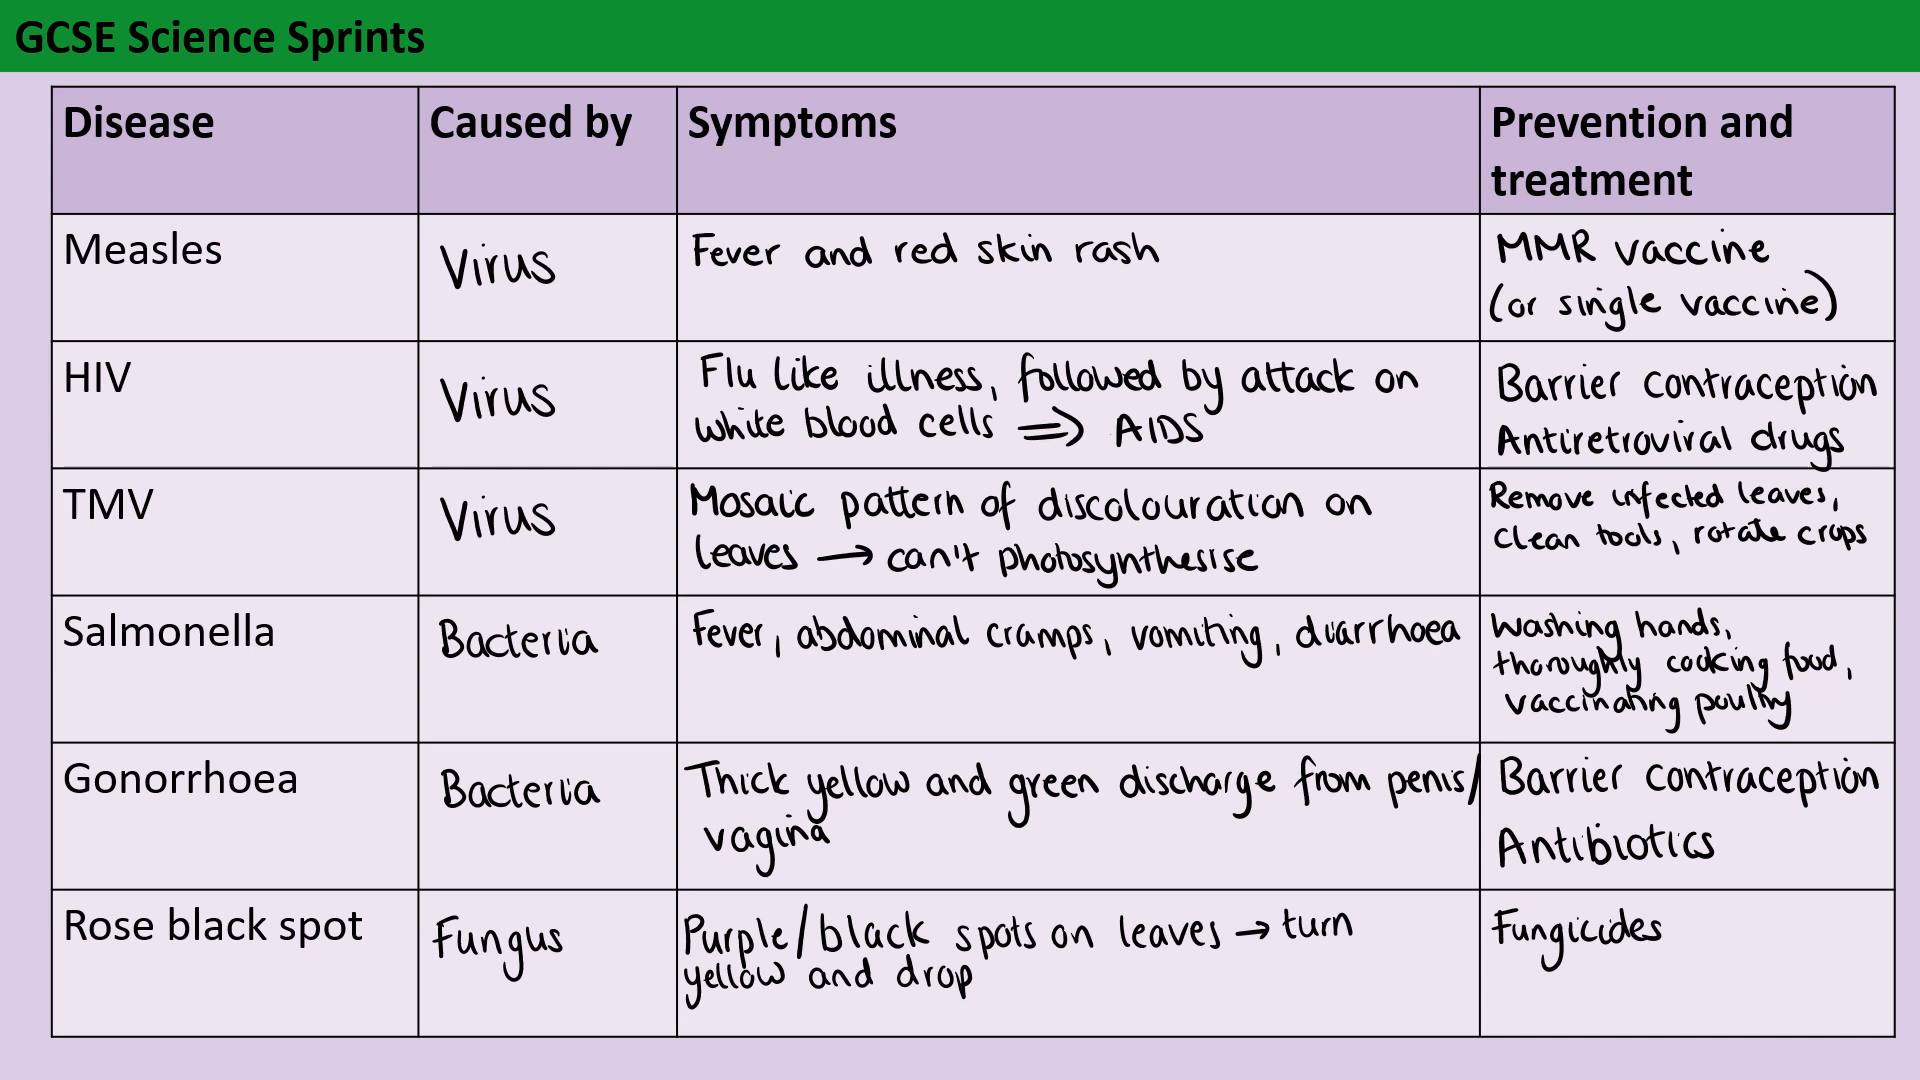 GCSE Science Sprints
Disease Caused by Symptoms Prevention and
treatment
Measles Virus Fever and red skin rash MMR vaccine
(or single vaccine)
HIV Virus Flu like illness, followed by attack on
white blood cells ⟹ AIDS
Barrier contraception
Antiretroviral drugs
TMV Virus Mosaic pattern of discolouration on
leaves → can't photosynthesise
Remove infected leaves,
clean tools, rotate crops
Salmonella Bacteria Fever, abdominal cramps, vomiting, diarrhoea
Washing hands,
thoroughly cooking food,
vaccinating poultry
Gonorrhoea Bacteria Thick yellow and green discharge from penis/
vagina
Barrier contraception
Antibiotics
Rose black spot Fungus Purple/black spots on leaves → turn
yellow and drop
Fungicides